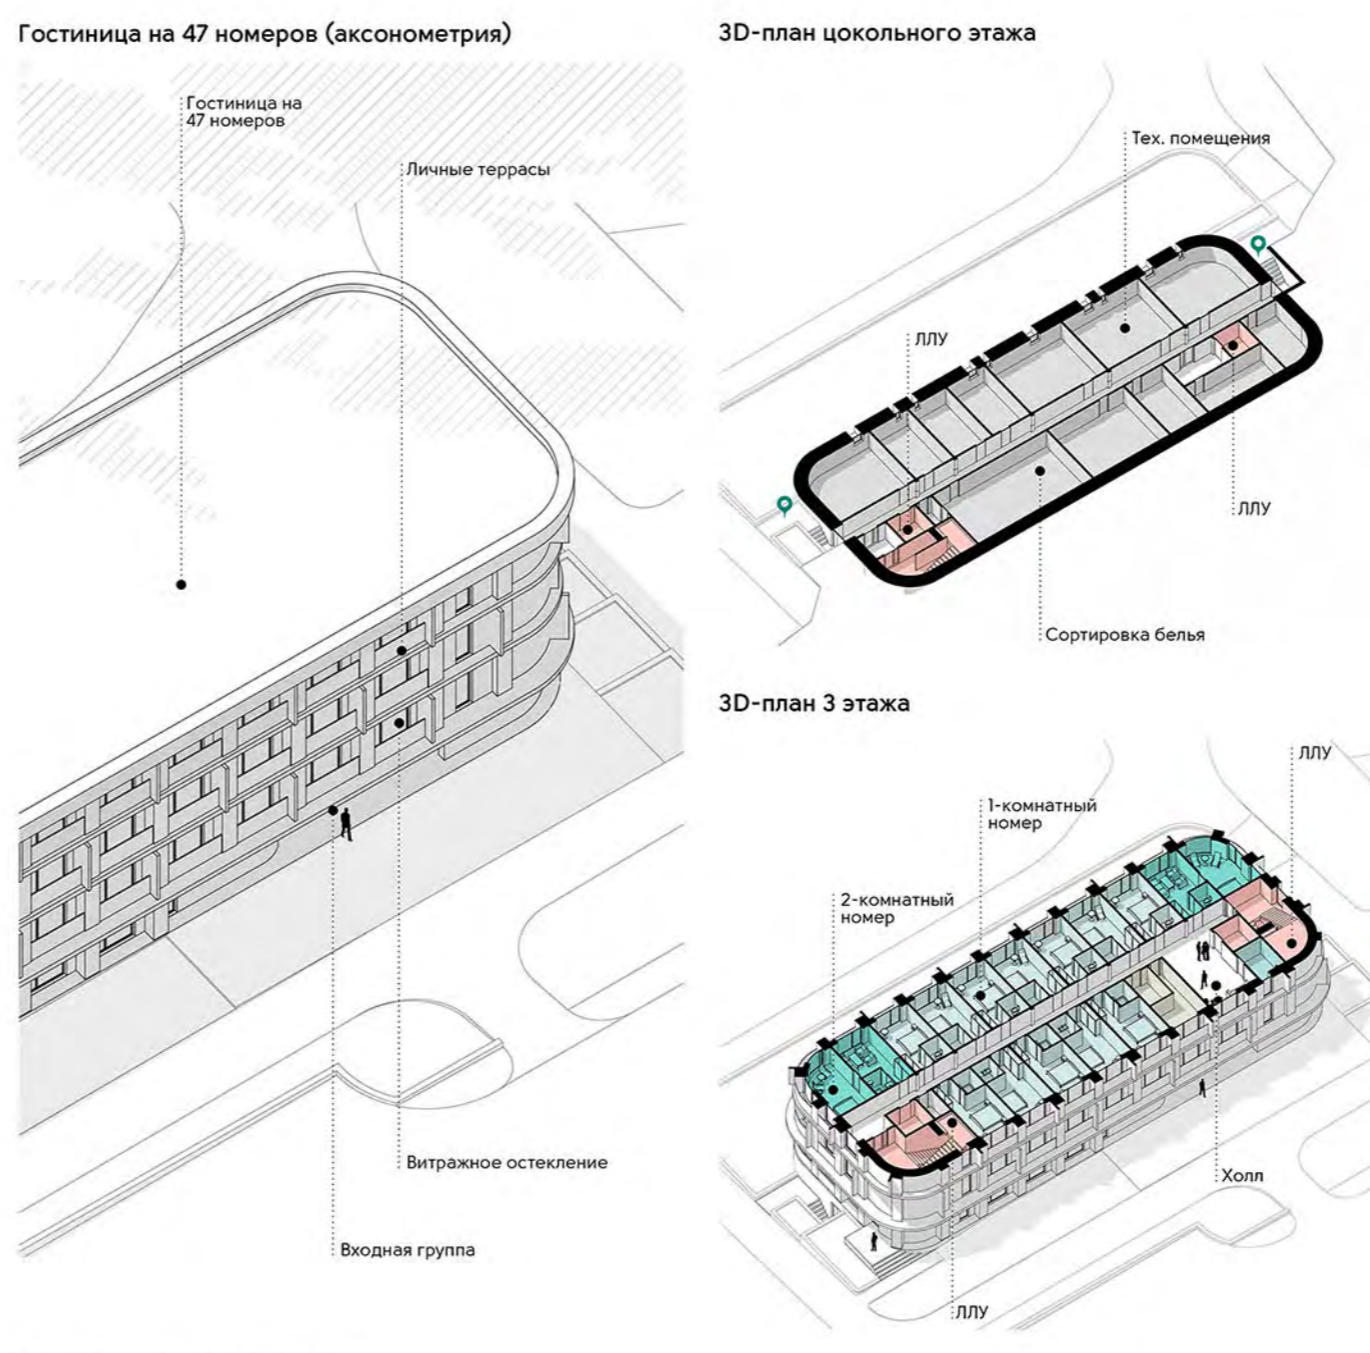 Гостиница на 47 номеров (аксонометрия)
Гостиница на
47 номеров
Личные террасы
Витражное остекление
Входная группа
3D-план цокольного этажа
Тех. помещения
ЛЛУ
ЛЛУ
Сортировка белья
3D-план 3 этажа
ЛЛУ
1-комнатный
номер
2-комнатный
номер
Холл
ЛЛУ